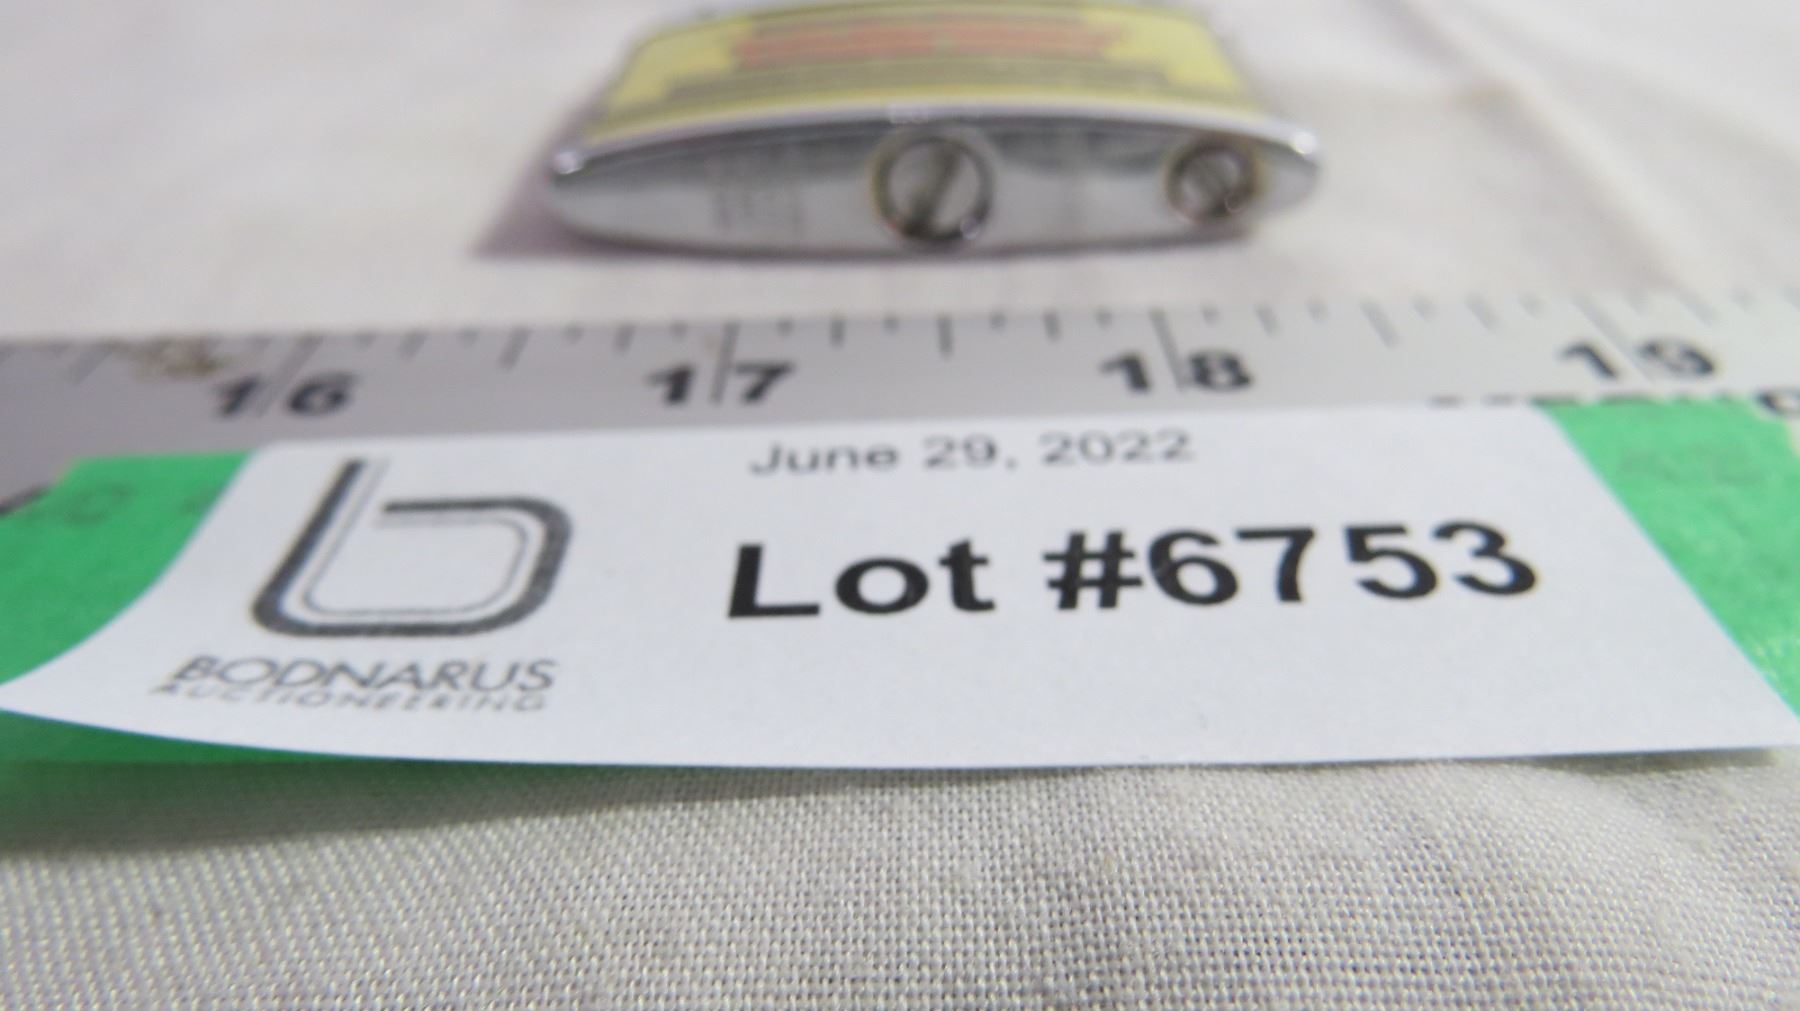 16 17 18 19
June 29, 2022
Lot #6753
BODNARUS
AUCTIONEERING